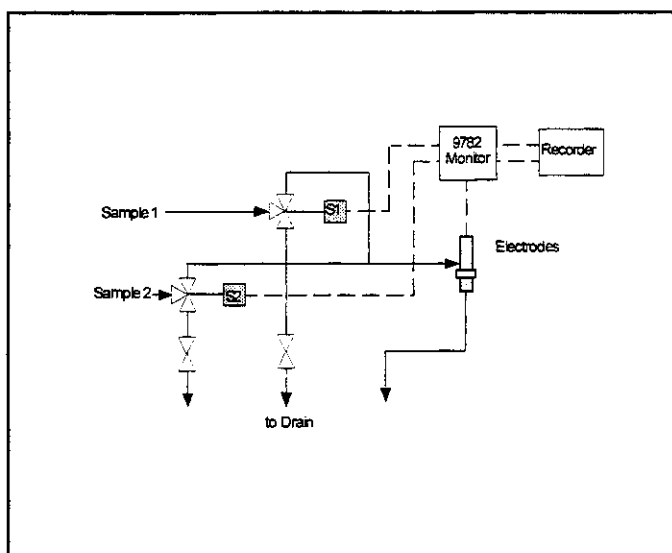 9782
Monitor
Recorder
Sample 1
S1
Electrodes
Sample 2
S2
to Drain